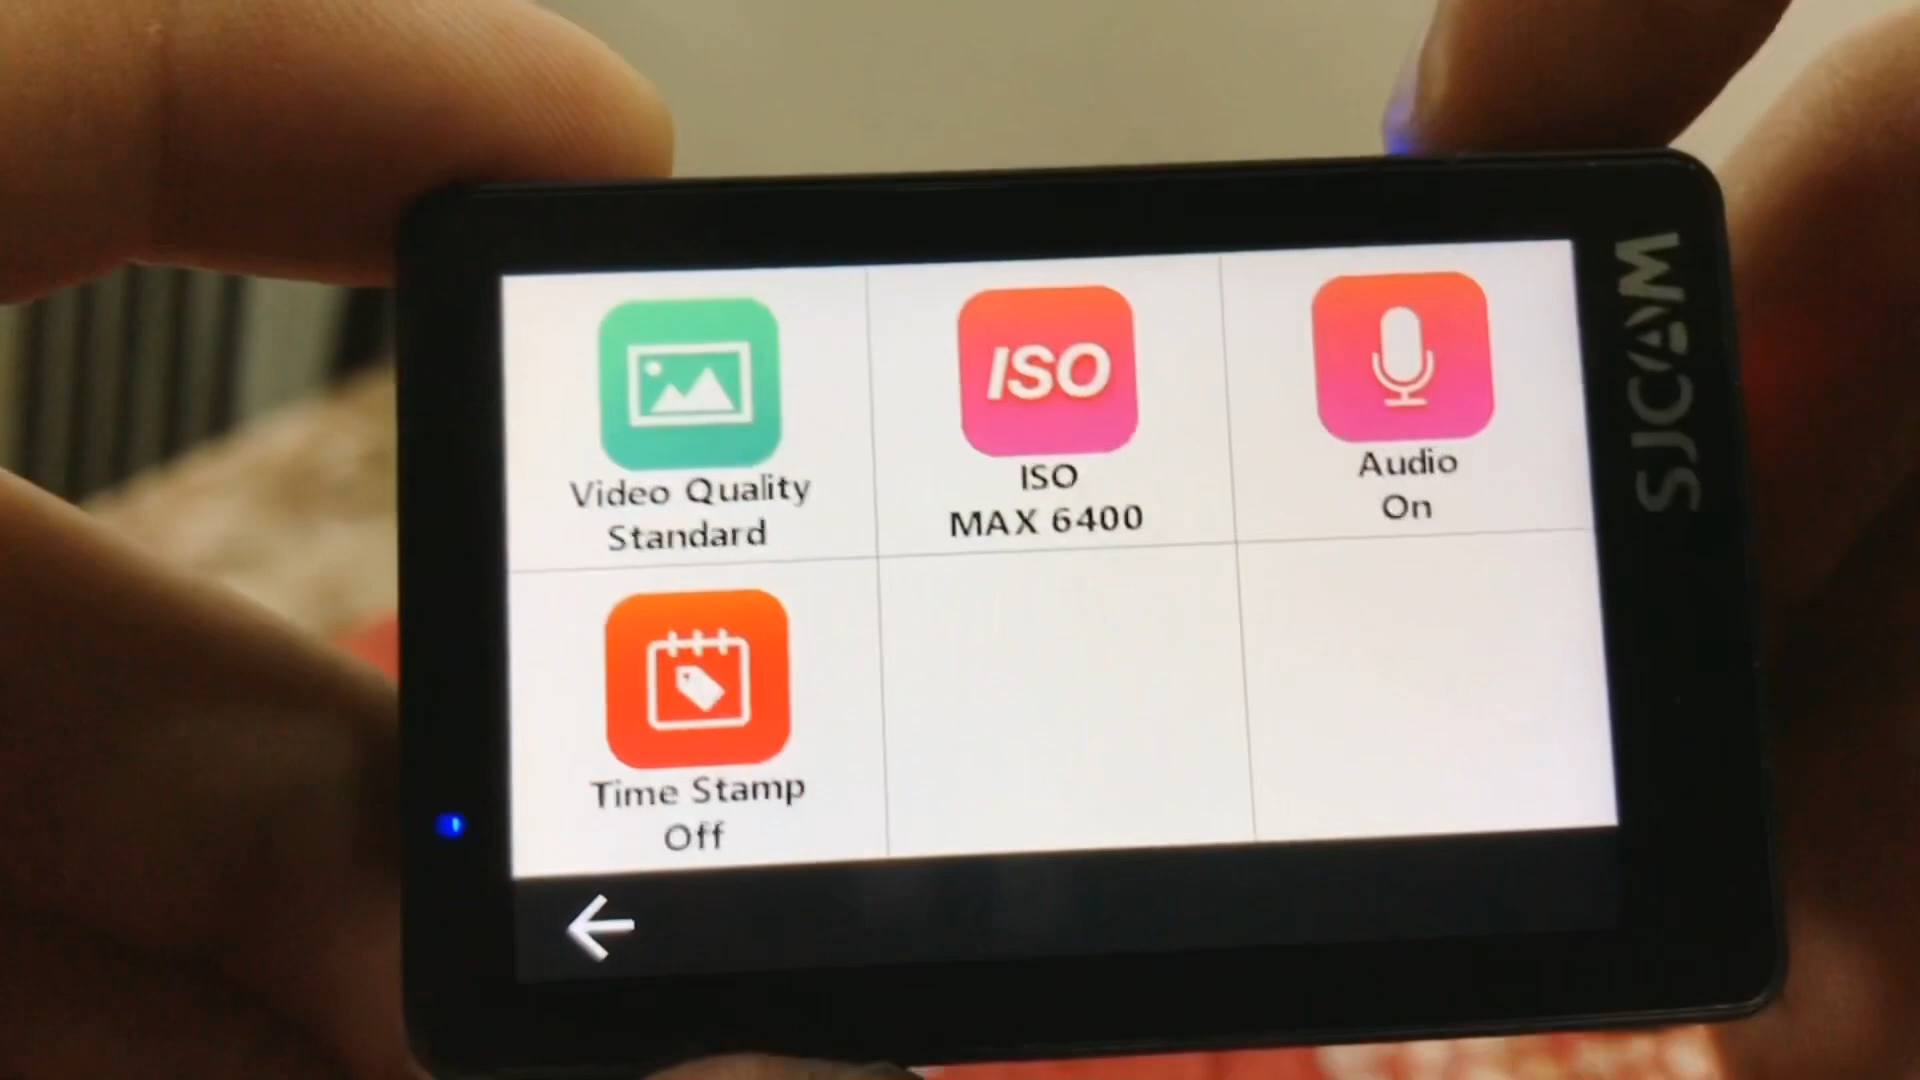 Video Quality
Standard
ISO
ISO
MAX 6400
Audio
On
Time Stamp
Off
SJCAM